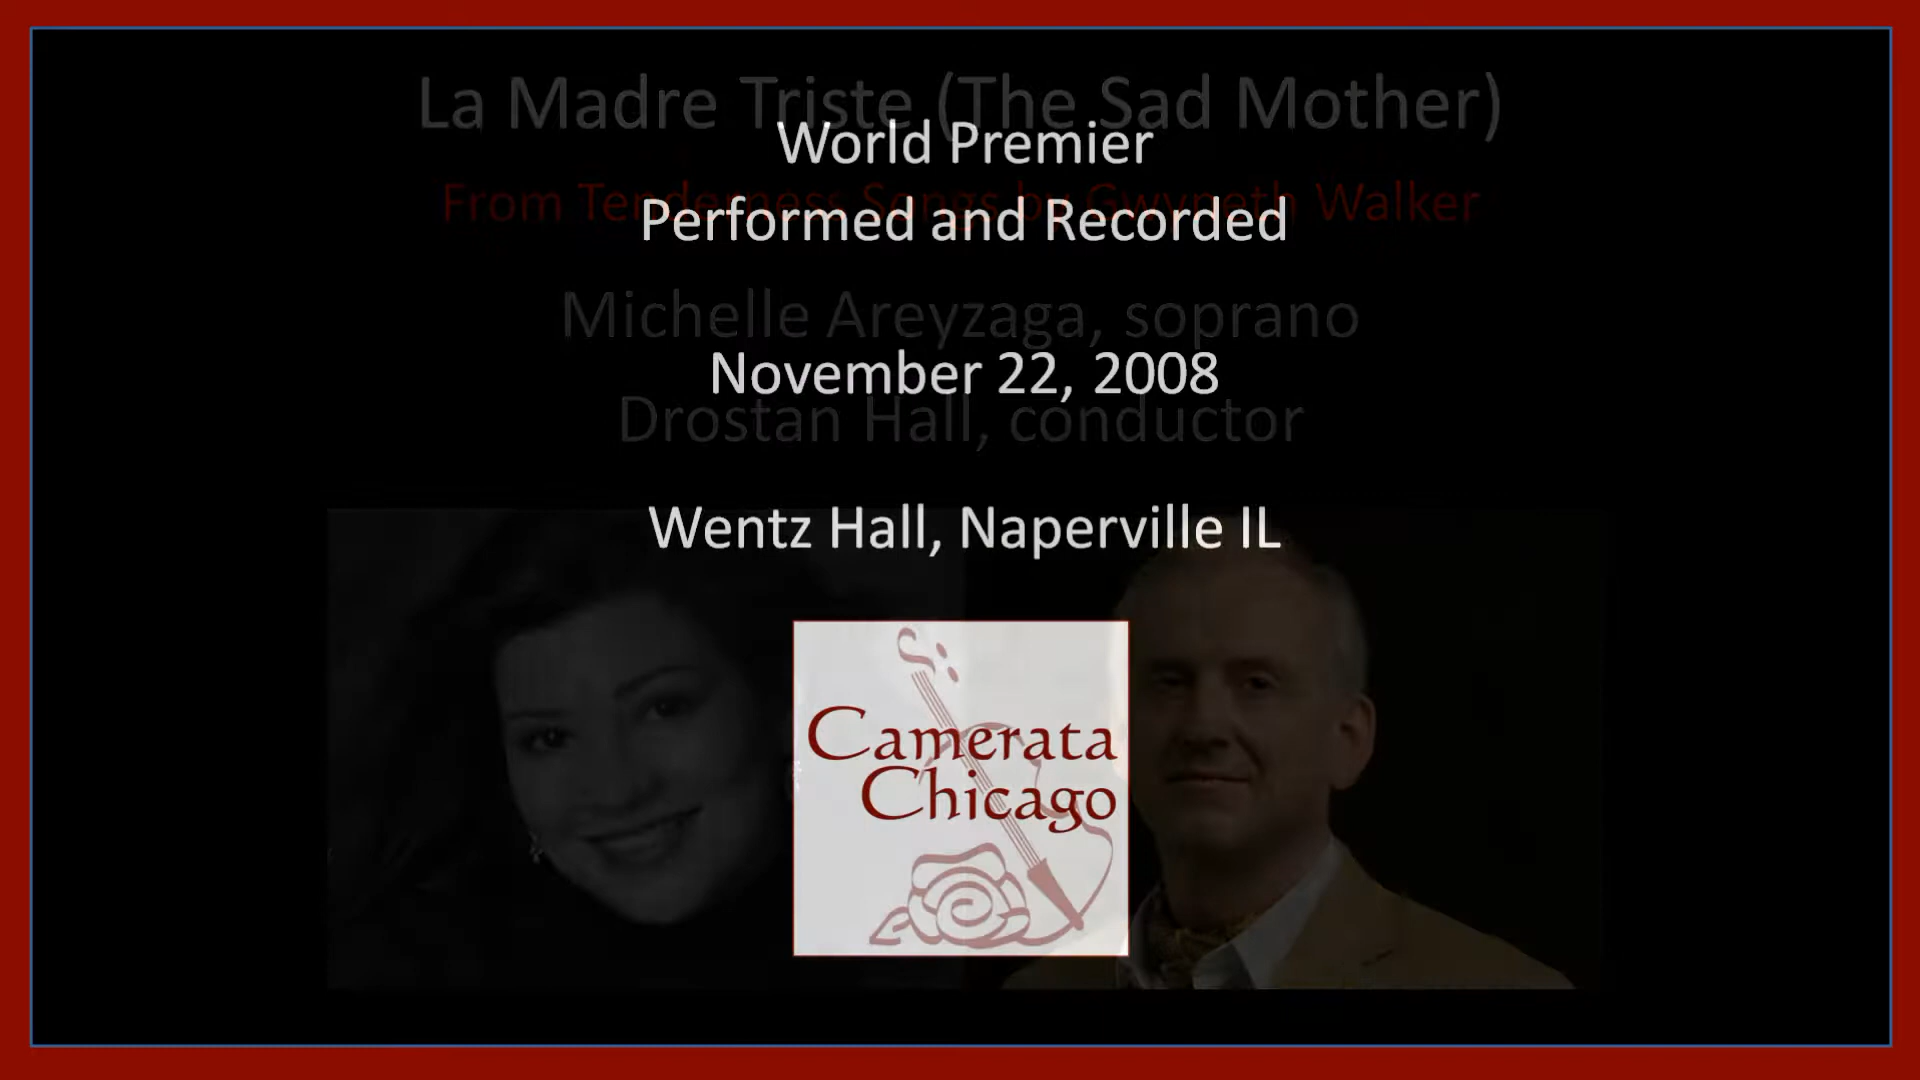 La Madre Triste (The Sad Mother)
World Premier
From Tenderness Songs by Gwyneth Walker
Performed and Recorded
Michelle Areyzaga, soprano
November 22, 2008
Drostan Hall, conductor
Wentz Hall, Naperville IL
Camerata
Chicago